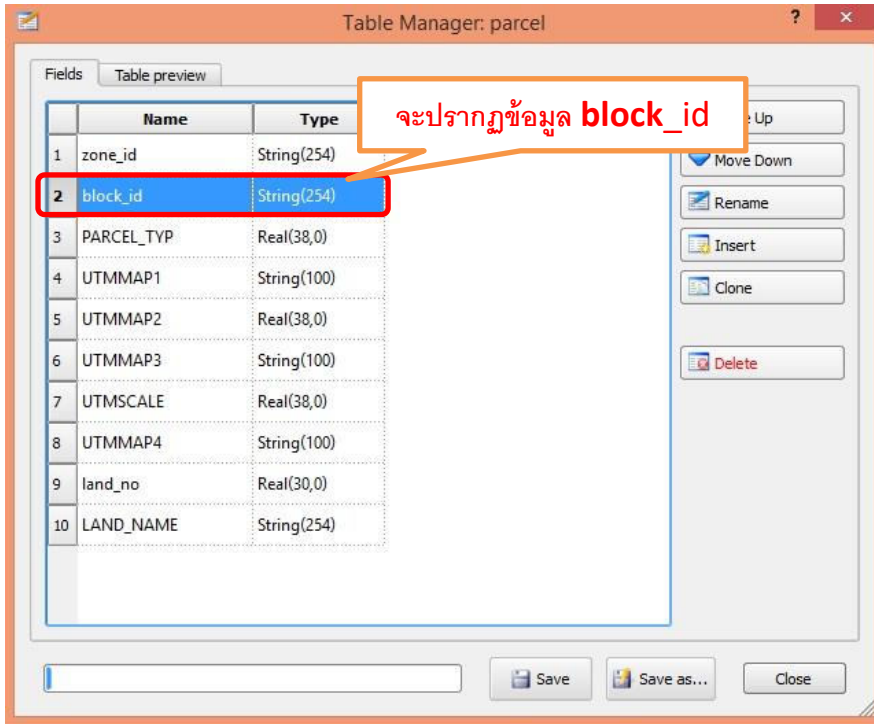 Table Manager: parcel
?
×
Fields
Table preview
จะปรากฏข้อมูล block_id
Name Type
1 zone_id String(254)
2 block_id String(254)
3 PARCEL_TYP Real(38,0)
4 UTMMAP1 String(100)
5 UTMMAP2 Real(38,0)
6 UTMMAP3 String(100)
7 UTMSCALE Real(38,0)
8 UTMMAP4 String(100)
9 land_no Real(30,0)
10 LAND_NAME String(254)
Up
Move Down
Rename
Insert
Clone
Delete
Save
Save as...
Close